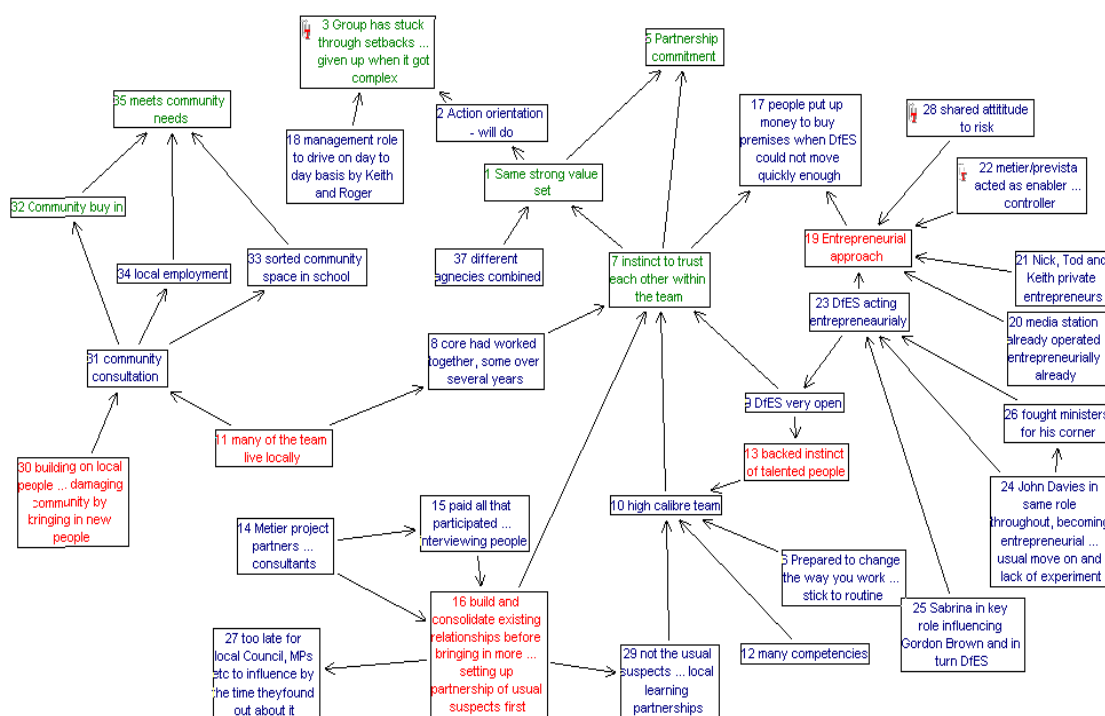 3 Group has stuck
through setbacks ...
given up when it got
complex
5 Partnership
commitment
35 meets community
needs
2 Action orientation
- will do
17 people put up
money to buy
premises when DfES
could not move
quickly enough
28 shared attititude
to risk
18 management role
to drive on day to
day basis by Keith
and Roger
1 Same strong value
set
22 metier/prevista
acted as enabler ...
controller
32 Community buy in
34 local employment
33 sorted community
space in school
37 different
agnecies combined
7 instinct to trust
each other within
the team
19 Entrepreneurial
approach
21 Nick, Tod and
Keith private
entrepreneurs
23 DfES acting
entrepreneaurialy
20 media station
already operated
entrepreneurially
already
31 community
consultation
8 core had worked
together, some over
several years
9 DfES very open
26 fought ministers
for his corner
11 many of the team
live locally
13 backed instinct
of talented people
30 building on local
people ... damaging
community by
bringing in new
people
10 high calibre team
24 John Davies in
same role
throughout, becoming
entrepreneurial ...
usual move on and
lack of experiment
14 Metier project
partners ...
consultants
15 paid all that
participated ...
interviewing people
6 Prepared to change
the way you work ...
stick to routine
16 build and
consolidate existing
relationships before
bringing in more ...
setting up
partnership of usual
suspects first
25 Sabrina in key
role influencing
Gordon Brown and in
turn DfES
27 too late for
local Council, MPs
etc to influence by
the time theyfound
out about it
29 not the usual
suspects ... local
learning
partnerships
12 many competencies